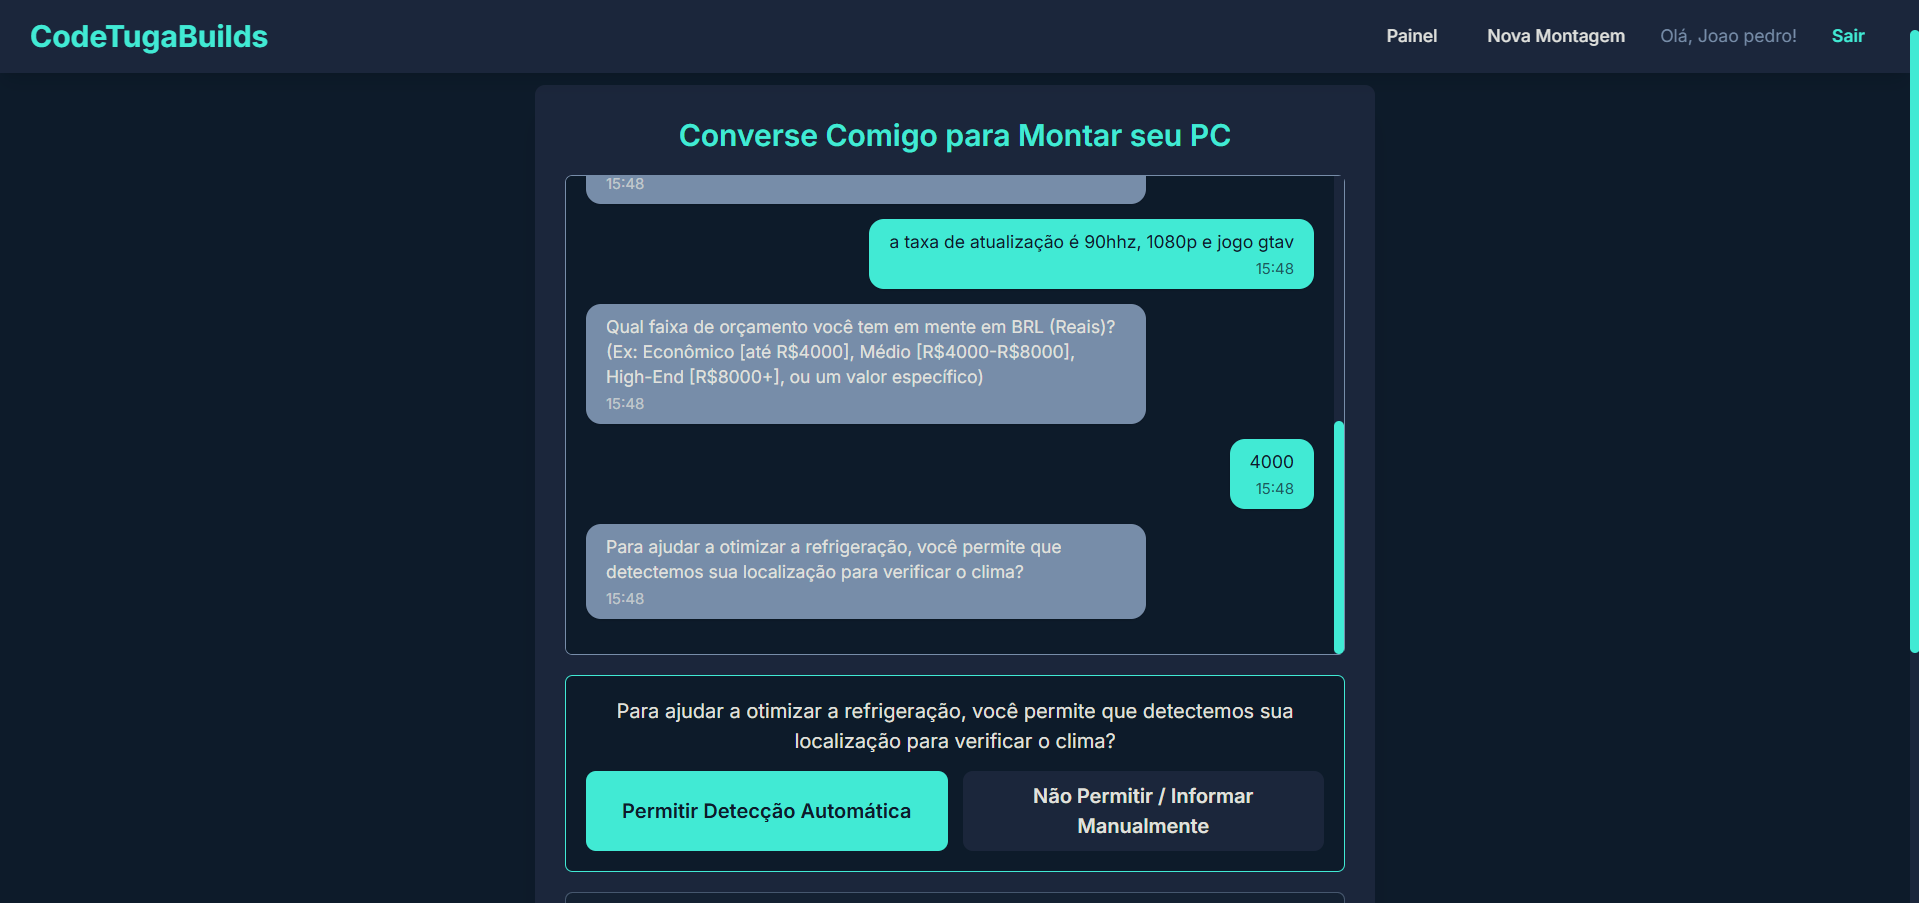 CodeTugaBuilds
Painel
Nova Montagem
Olá, Joao pedro!
Sair
Converse Comigo para Montar seu PC
15:48
a taxa de atualização é 90hhz, 1080p e jogo gtav
15:48
Qual faixa de orçamento você tem em mente em BRL (Reais)?
(Ex: Econômico [até R$4000], Médio [R$4000-R$8000],
High-End [R$8000+], ou um valor específico)
15:48
4000
15:48
Para ajudar a otimizar a refrigeração, você permite que
detectemos sua localização para verificar o clima?
15:48
Para ajudar a otimizar a refrigeração, você permite que detectemos sua
localização para verificar o clima?
Permitir Detecção Automática
Não Permitir / Informar
Manualmente